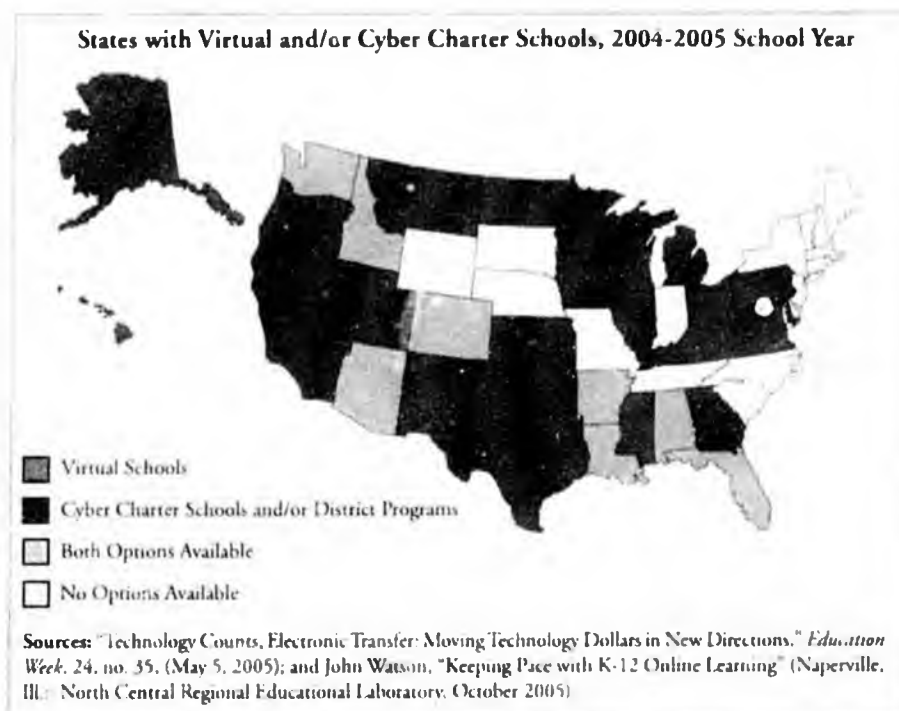 States with Virtual and/or Cyber Charter Schools, 2004-2005 School Year
Virtual Schools
Cyber Charter Schools and/or District Programs
Both Options Available
No Options Available
Sources: "Technology Counts, Electronic Transfer: Moving Technology Dollars in New Directions." Education
Week, 24, no. 35, (May 5, 2005); and John Watson, "Keeping Pace with K-12 Online Learning" (Naperville,
Ill.: North Central Regional Educational Laboratory, October 2005)